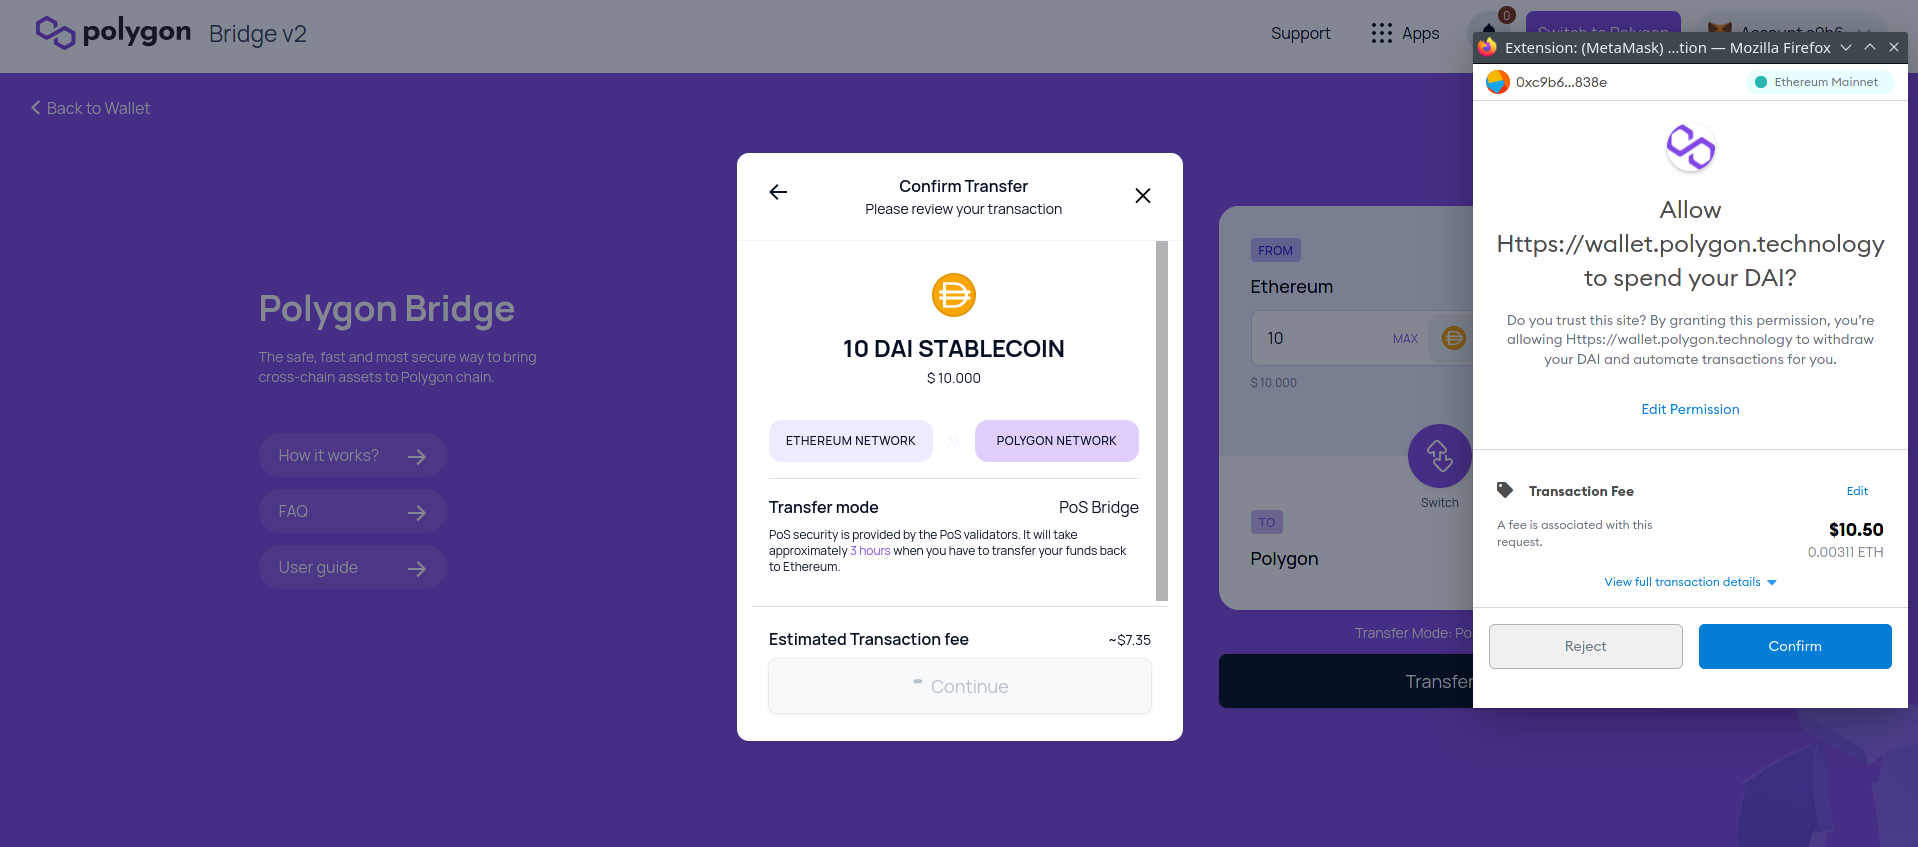 polygon Bridge v2
Support
Apps
0
Switch to Polygon
Account c9b6
Back to Wallet
Polygon Bridge
The safe, fast and most secure way to bring
cross-chain assets to Polygon chain.
How it works?
FAQ
User guide
Confirm Transfer
Please review your transaction
10 DAI STABLECOIN
$ 10.000
ETHEREUM NETWORK
POLYGON NETWORK
Transfer mode
PoS Bridge
PoS security is provided by the PoS validators. It will take
approximately 3 hours when you have to transfer your funds back
to Ethereum.
Estimated Transaction fee
~$7.35
Continue
FROM
Ethereum
10
MAX
$ 10.000
Switch
TO
Polygon
Transfer Mode: Po
Transfer
Extension: (MetaMask) ...tion — Mozilla Firefox
0xc9b6...838e
Ethereum Mainnet
Allow
Https://wallet.polygon.technology
to spend your DAI?
Do you trust this site? By granting this permission, you're
allowing Https://wallet.polygon.technology to withdraw
your DAI and automate transactions for you.
Edit Permission
Transaction Fee
Edit
A fee is associated with this
request.
$10.50
0.00311 ETH
View full transaction details
Reject
Confirm